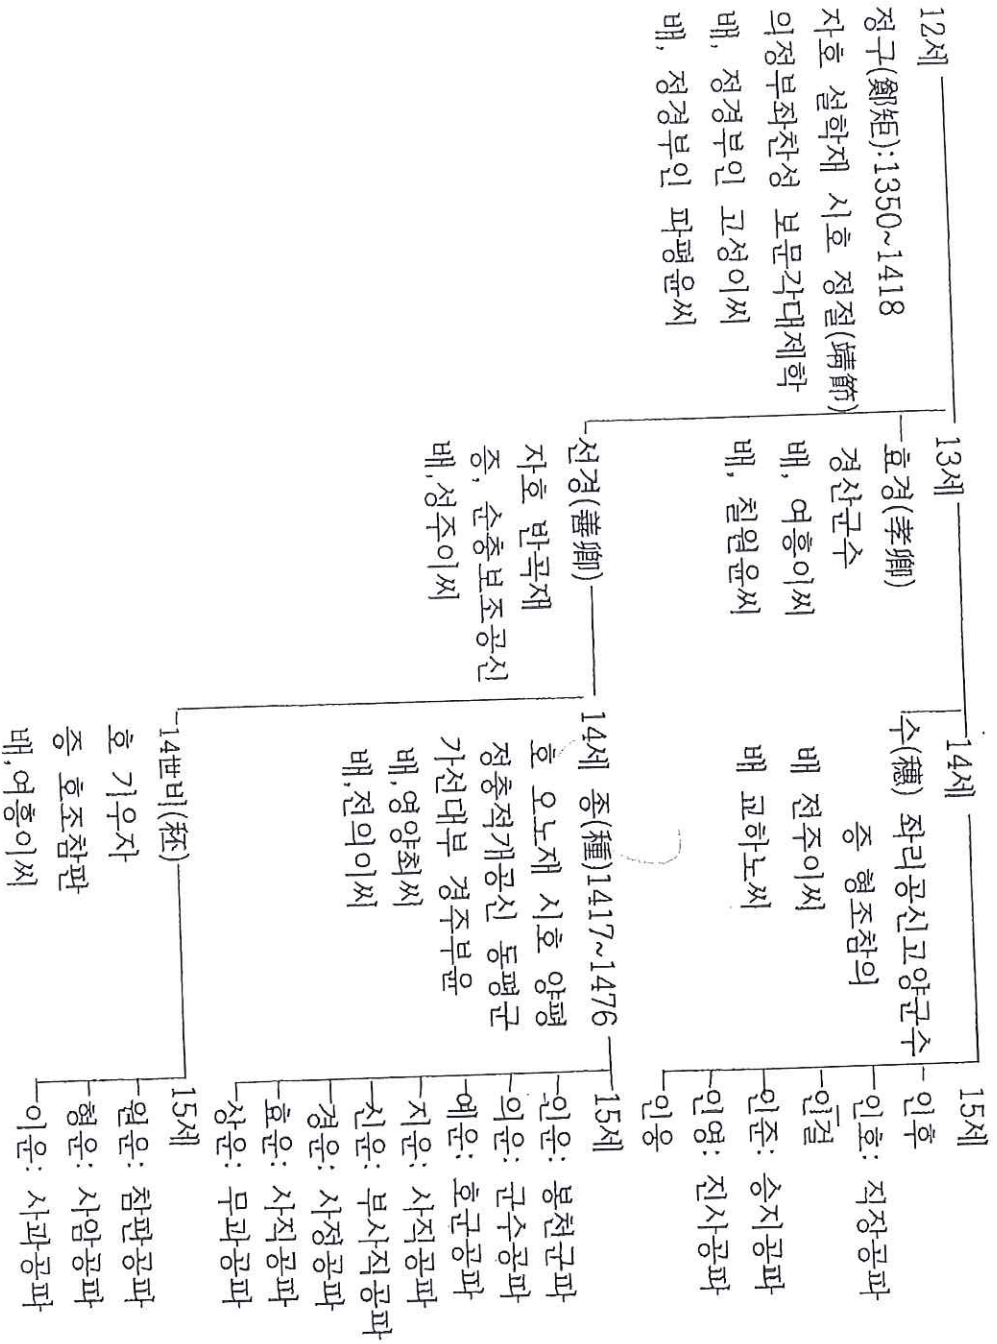 12세
정구(鄭矩):1350~1418
자호 설학재 시호 정절(靖節)
의정부좌찬성 보문각대제학
배, 정경부인 고성이씨
배, 정경부인 파평윤씨
13세
효경(孝卿)
경산군수
배, 여흥이씨
배, 칠원윤씨
선경(善卿)
자호 반곡재
증, 순충보조공신
배,성주이씨
14세
수(穗) 좌리공신고양군수
증 형조참의
배 전주이씨
배 교하노씨
14세 종(種)1417~1476
호 오노재 시호 양평
정충적개공신 동평군
가선대부 경주부윤
배,영양최씨
배,전의이씨
14世비(秠)
호 기우자
증 호조참판
배,여흥이씨
15세
인후
인호: 직장공파
인걸
인준: 승지공파
인영: 진사공파
인웅
15세
인운: 봉천군파
의운: 군수공파
예운: 호군공파
지운: 사직공파
신운: 부사직공파
경운: 사정공파
효운: 사직공파
상운: 무과공파
15세
원운: 참판공파
형운: 사암공파
이운: 사과공파